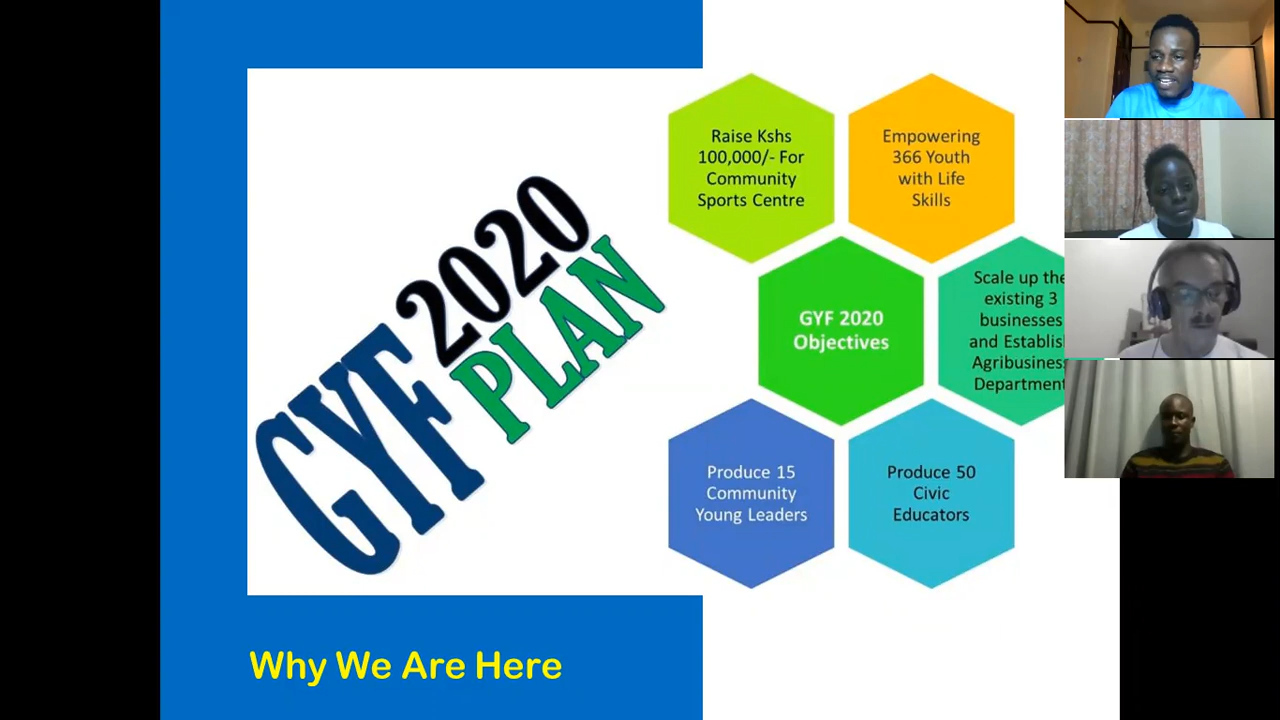 GYF 2020
PLAN
Raise Kshs
100,000/- For
Community
Sports Centre
Empowering
366 Youth
with Life
Skills
GYF 2020
Objectives
Scale up the
existing 3
businesses
and Establis
Agribusiness
Department
Produce 15
Community
Young Leaders
Produce 50
Civic
Educators
Why We Are Here